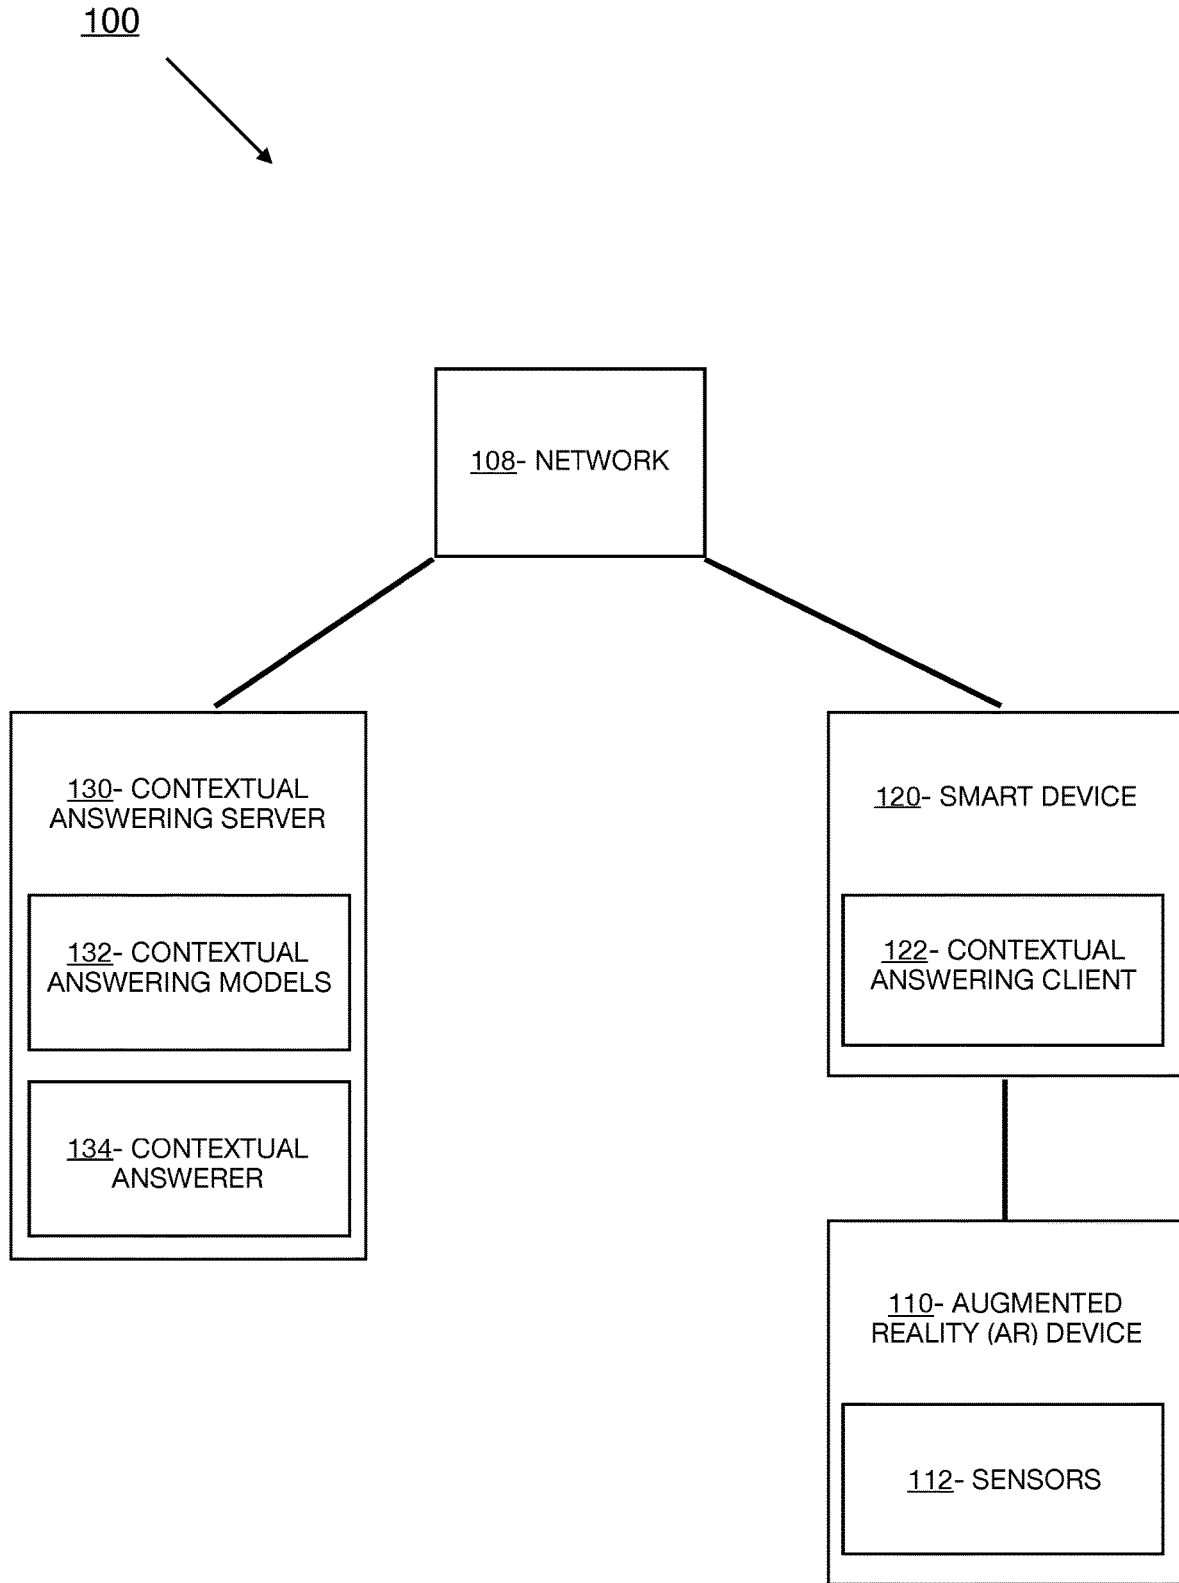 100
108- NETWORK
130- CONTEXTUAL
ANSWERING SERVER
132- CONTEXTUAL
ANSWERING MODELS
134- CONTEXTUAL
ANSWERER
120- SMART DEVICE
122- CONTEXTUAL
ANSWERING CLIENT
110- AUGMENTED
REALITY (AR) DEVICE
112- SENSORS